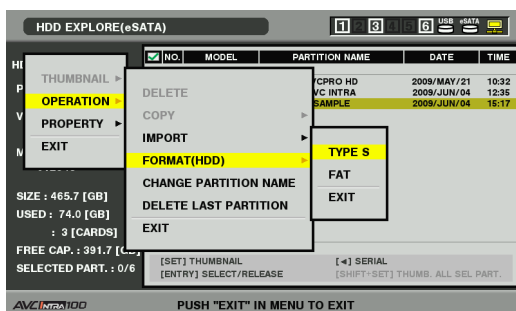 HDD EXPLORE(eSATA)
1 2 3 4 5 6 USB eSATA
NO. MODEL PARTITION NAME DATE TIME
THUMBNAIL
OPERATION
PROPERTY
EXIT
DELETE
COPY
IMPORT
FORMAT(HDD)
CHANGE PARTITION NAME
DELETE LAST PARTITION
EXIT
TYPE S
FAT
EXIT
VCPRO HD 2009/MAY/21 10:32
VC INTRA 2009/JUN/04 12:35
SAMPLE 2009/JUN/04 15:17
SIZE : 465.7 [GB]
USED : 74.0 [GB]
: 3 [CARDS]
FREE CAP. : 391.7 [GB]
SELECTED PART. : 0/6
[SET] THUMBNAIL [◄] SERIAL
[ENTRY] SELECT/RELEASE [SHIFT+SET] THUMB. ALL SEL PART.
AVC INTRA 100 PUSH "EXIT" IN MENU TO EXIT